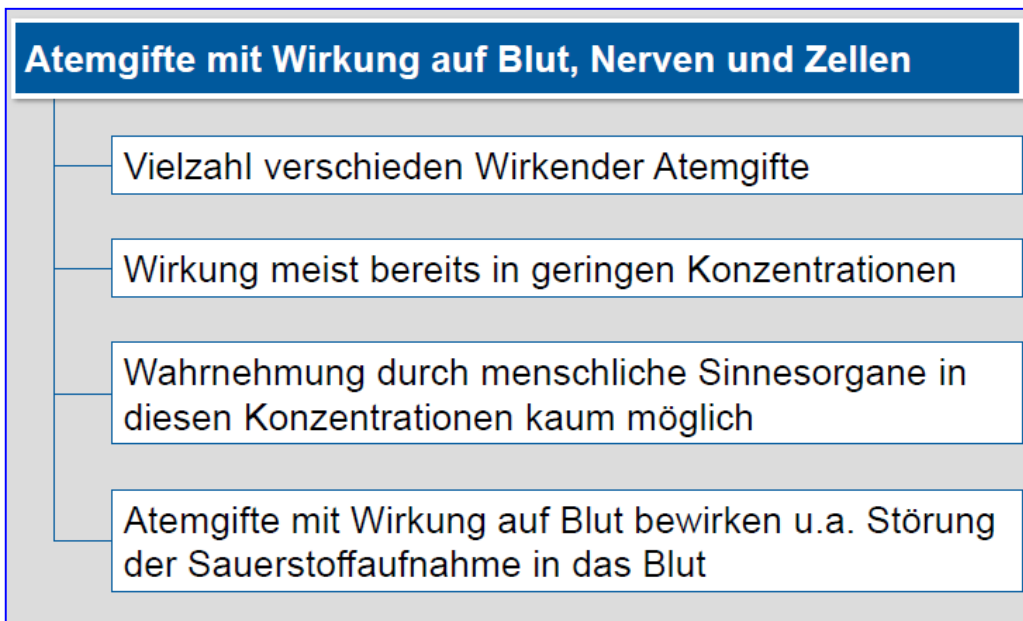 Atemgifte mit Wirkung auf Blut, Nerven und Zellen
Vielzahl verschieden Wirkender Atemgifte
Wirkung meist bereits in geringen Konzentrationen
Wahrnehmung durch menschliche Sinnesorgane in
diesen Konzentrationen kaum möglich
Atemgifte mit Wirkung auf Blut bewirken u.a. Störung
der Sauerstoffaufnahme in das Blut